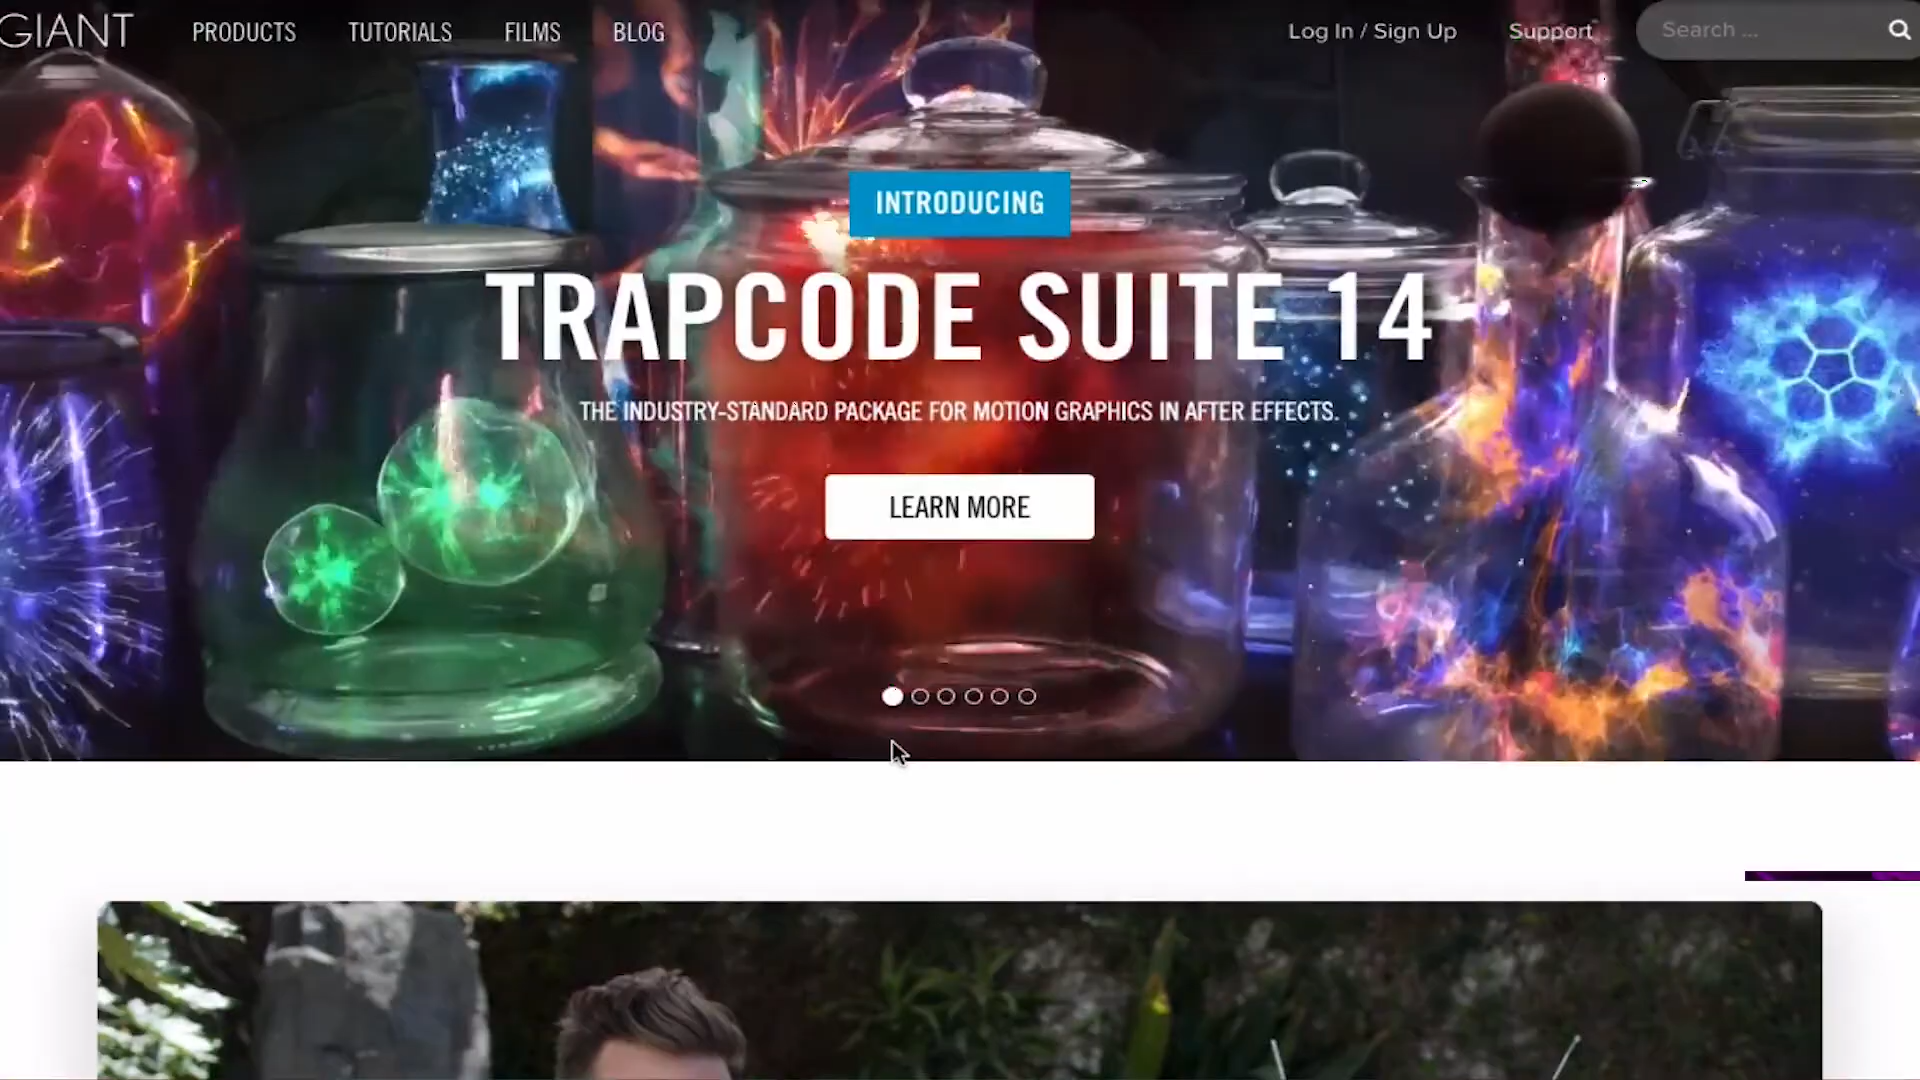 GIANT
PRODUCTS
TUTORIALS
FILMS
BLOG
Log In / Sign Up
Support
Search ...
INTRODUCING
TRAPCODE SUITE 14
THE INDUSTRY-STANDARD PACKAGE FOR MOTION GRAPHICS IN AFTER EFFECTS.
LEARN MORE